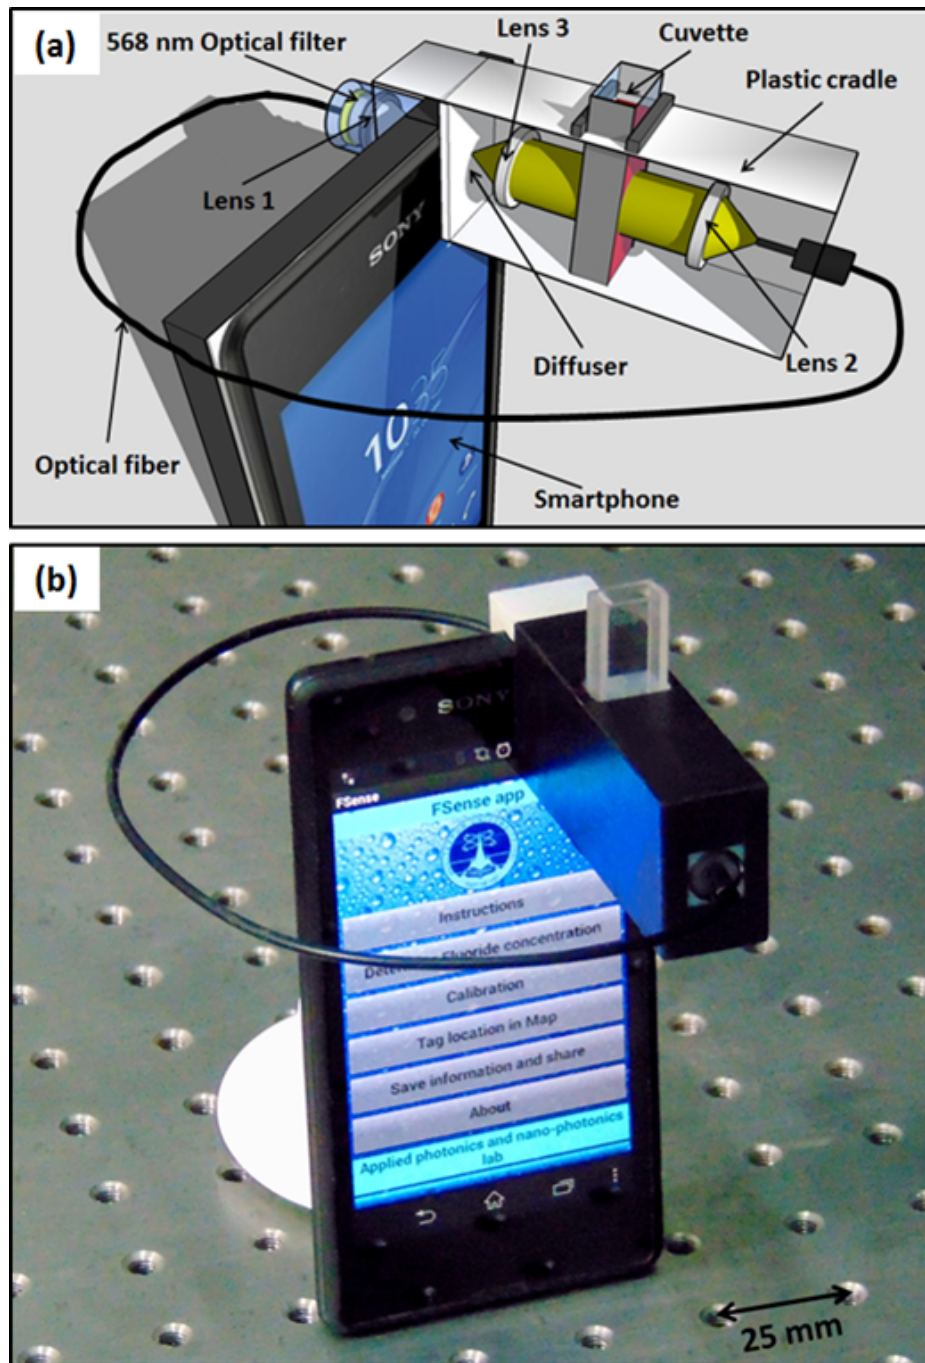 (a)
568 nm Optical filter
Lens 3
Cuvette
Plastic cradle
Lens 1
SONY
Diffuser
Lens 2
10
35
Optical fiber
Smartphone
(b)
SONY
FSense
FSense app
Instructions
Fluoride concentration
Calibration
Tag location in Map
Save information and share
About
Applied photonics and nano-photonics
lab
25 mm